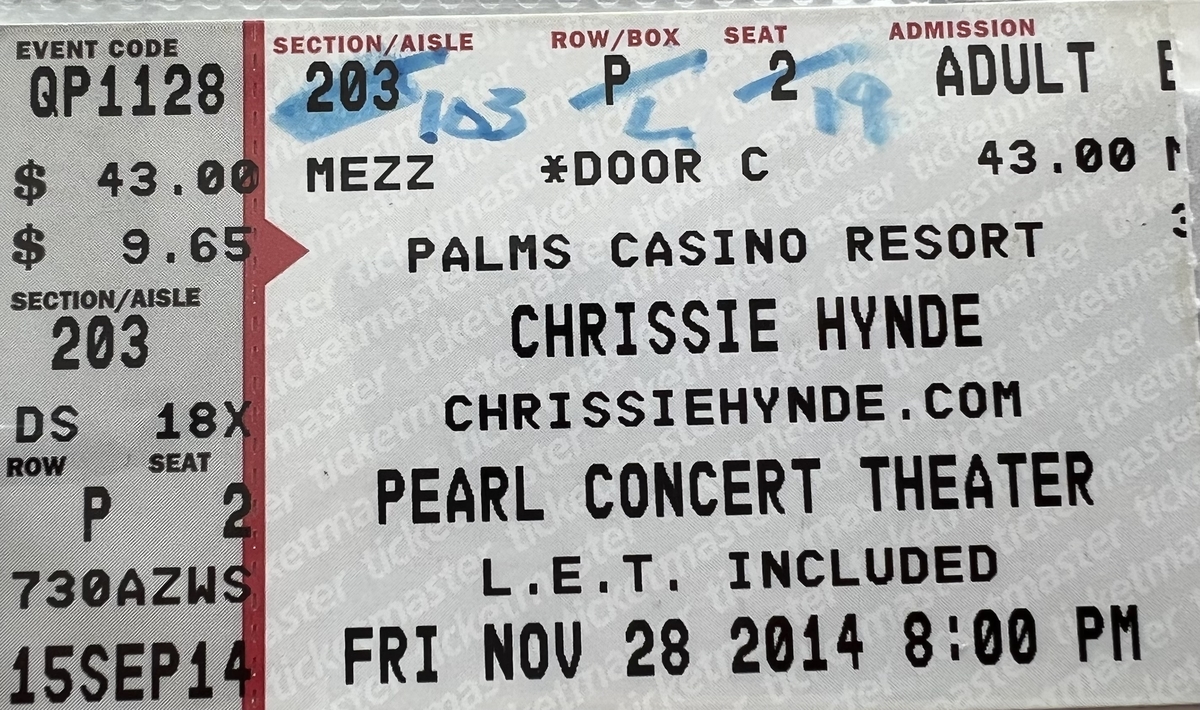 EVENT CODE
QP1128
$ 43.00
$ 9.65
SECTION/AISLE
203
DS 18X
ROW SEAT
P 2
730AZWS
15SEP14
SECTION/AISLE ROW/BOX SEAT ADMISSION
203 P 2 ADULT
103 L 19
MEZZ *DOOR C 43.00
PALMS CASINO RESORT
CHRISSIE HYNDE
CHRISSIEHYNDE.COM
PEARL CONCERT THEATER
L.E.T. INCLUDED
FRI NOV 28 2014 8:00 PM
ticketmaster